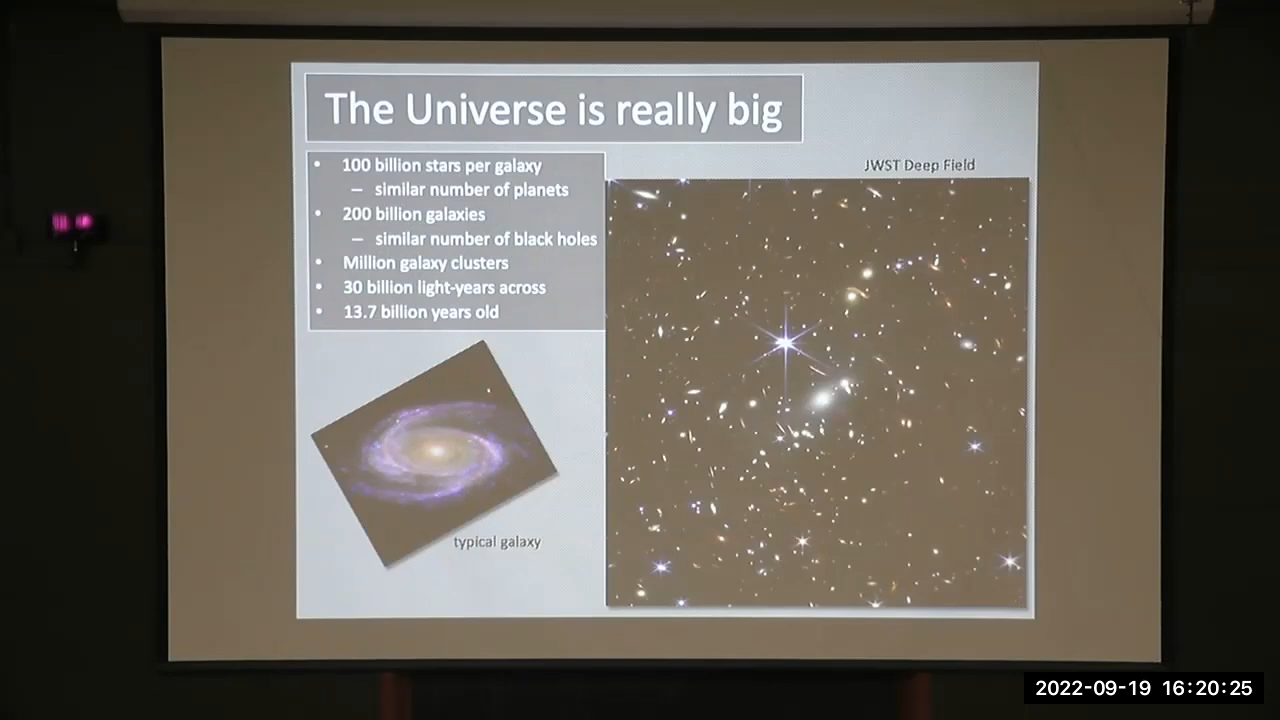 The Universe is really big
• 100 billion stars per galaxy
– similar number of planets
• 200 billion galaxies
– similar number of black holes
• Million galaxy clusters
• 30 billion light-years across
• 13.7 billion years old
JWST Deep Field
typical galaxy
2022-09-19 16:20:25